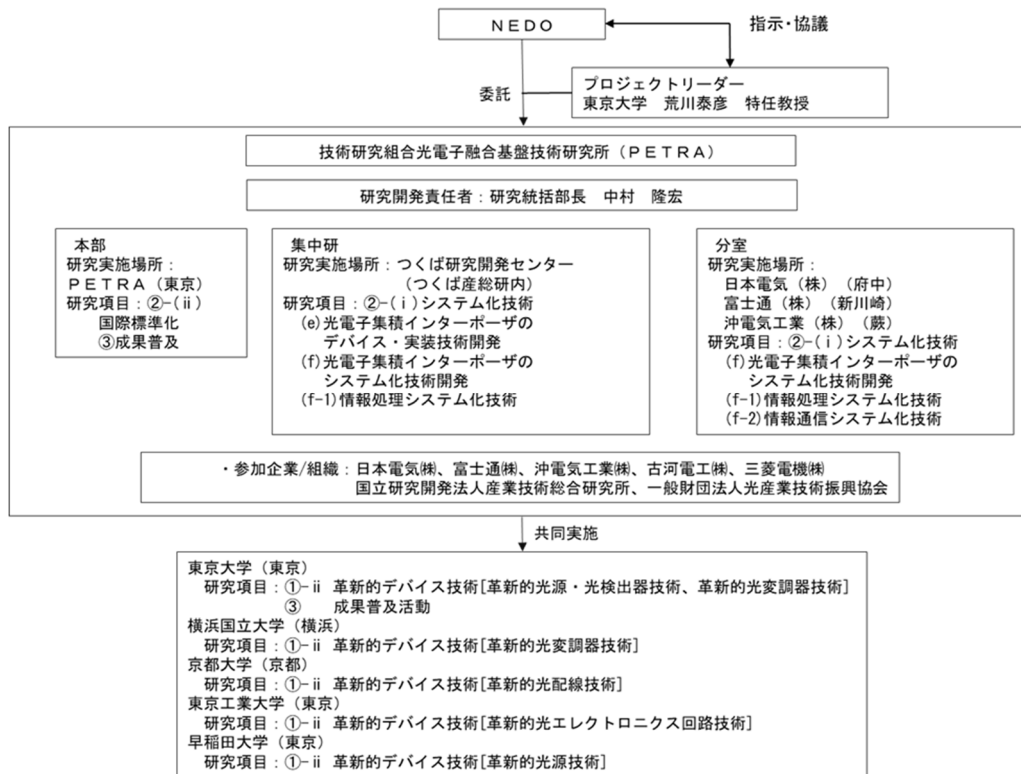 ＮＥＤＯ
指示・協議
プロジェクトリーダー
東京大学　荒川泰彦　特任教授
委託
技術研究組合光電子融合基盤技術研究所（ＰＥＴＲＡ）
研究開発責任者：研究統括部長　中村　隆宏
本部
研究実施場所：
ＰＥＴＲＡ（東京）
研究項目：②-(ⅱ)
国際標準化
③成果普及
集中研
研究実施場所：つくば研究開発センター
（つくば産総研内）
研究項目：②-(ⅰ)システム化技術
(e)光電子集積インターポーザの
デバイス・実装技術開発
(f)光電子集積インターポーザの
システム化技術開発
(f-1)情報処理システム化技術
分室
研究実施場所：
日本電気（株）（府中）
富士通（株）（新川崎）
沖電気工業（株）（蕨）
研究項目：②-(ⅰ)システム化技術
(f)光電子集積インターポーザの
システム化技術開発
(f-1)情報処理システム化技術
(f-2)情報通信システム化技術
・参加企業/組織：日本電気㈱、富士通㈱、沖電気工業㈱、古河電工㈱、三菱電機㈱
国立研究開発法人産業技術総合研究所、一般財団法人光産業技術振興協会
共同実施
東京大学（東京）
研究項目：①-ⅱ 革新的デバイス技術[革新的光源・光検出器技術、革新的光変調器技術]
③　成果普及活動
横浜国立大学（横浜）
研究項目：①-ⅱ 革新的デバイス技術[革新的光変調器技術]
京都大学（京都）
研究項目：①-ⅱ 革新的デバイス技術[革新的光配線技術]
東京工業大学（東京）
研究項目：①-ⅱ 革新的デバイス技術[革新的光エレクトロニクス回路技術]
早稲田大学（東京）
研究項目：①-ⅱ 革新的デバイス技術[革新的光源技術]